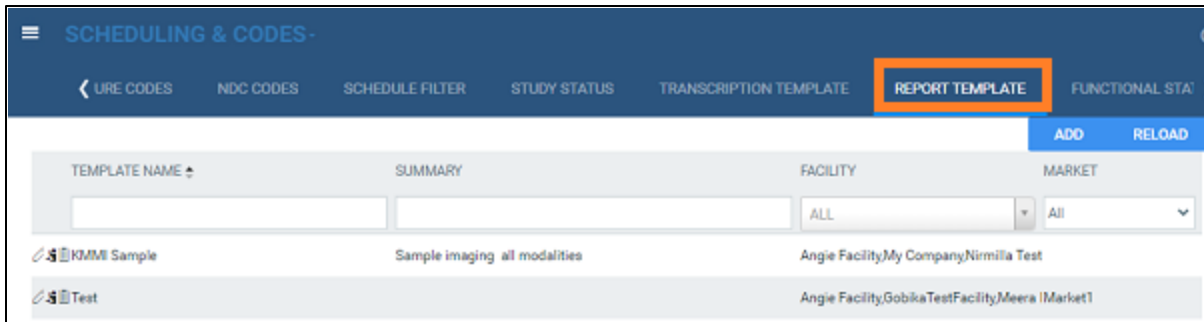 SCHEDULING & CODES-
URE CODES NDC CODES SCHEDULE FILTER STUDY STATUS TRANSCRIPTION TEMPLATE REPORT TEMPLATE FUNCTIONAL STAT
ADD RELOAD
TEMPLATE NAME SUMMARY FACILITY MARKET
ALL All
KMMI Sample Sample imaging all modalities Angie Facility,My Company,Nirmilla Test
Test Angie Facility,GobikaTestFacility,Meera Market1